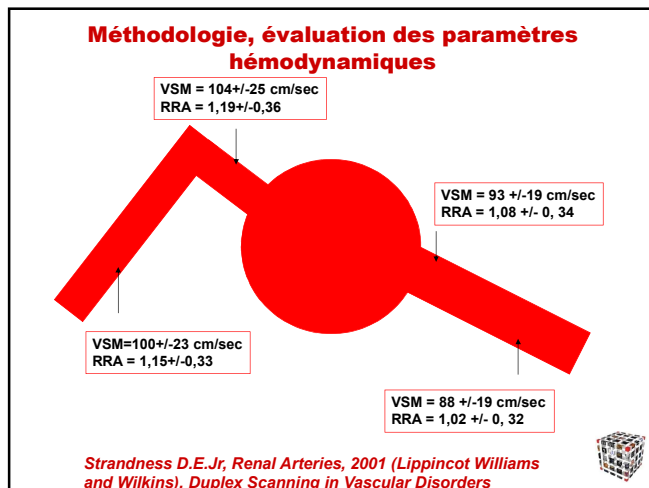 Méthodologie, évaluation des paramètres
hémodynamiques
VSM = 104+/-25 cm/sec
RRA = 1,19+/-0,36
VSM = 93 +/-19 cm/sec
RRA = 1,08 +/- 0, 34
VSM=100+/-23 cm/sec
RRA = 1,15+/-0,33
VSM = 88 +/-19 cm/sec
RRA = 1,02 +/- 0, 32
Strandness D.E.Jr, Renal Arteries, 2001 (Lippincot Williams
and Wilkins). Duplex Scanning in Vascular Disorders